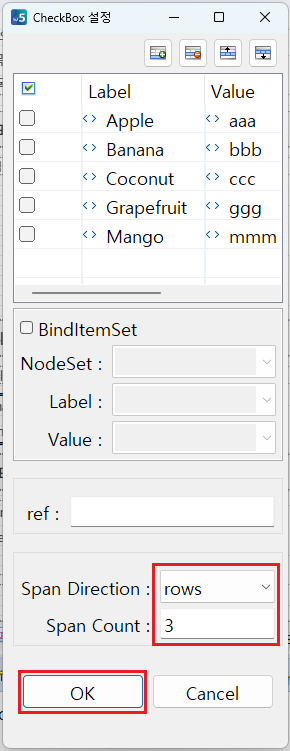 5 CheckBox 설정
Label Value
<> Apple <> aaa
<> Banana <> bbb
<> Coconut <> ccc
<> Grapefruit <> ggg
<> Mango <> mmm
BindItemSet
NodeSet :
Label :
Value :
ref :
Span Direction : rows
Span Count : 3
OK Cancel